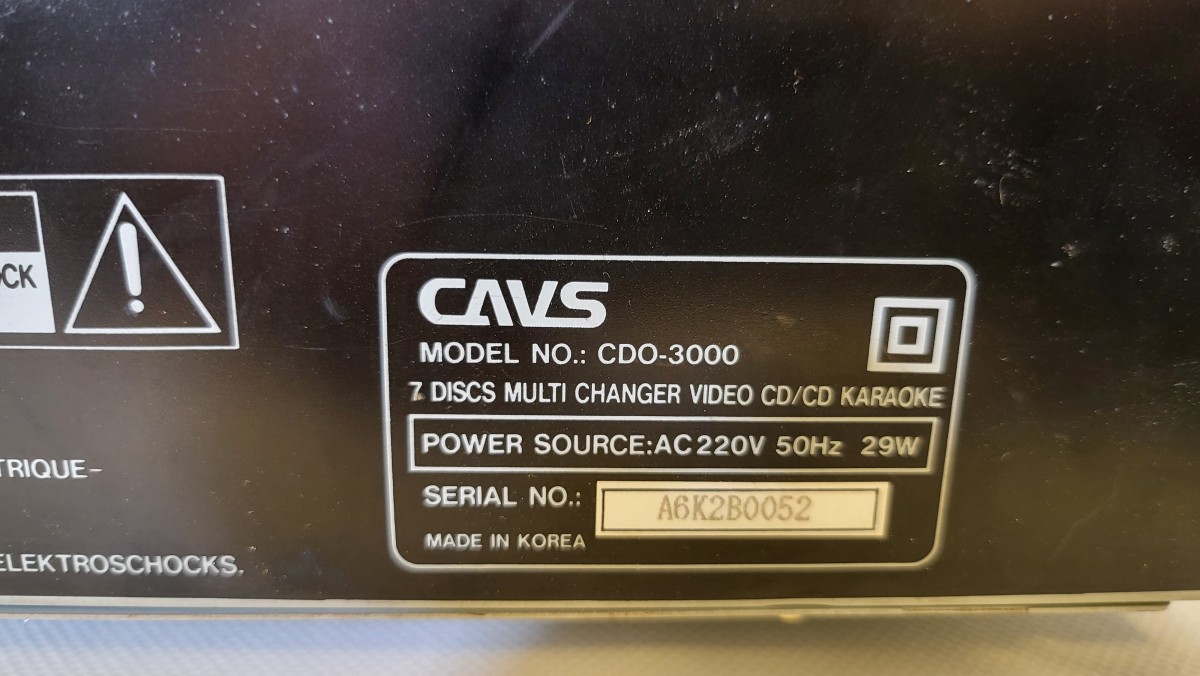 OCK
TRIQUE-
ELEKTROSCHOCKS.
CAVS
MODEL NO.: CDO-3000
7 DISCS MULTI CHANGER VIDEO CD/CD KARAOKE
POWER SOURCE:AC 220V 50Hz 29W
SERIAL NO.: A6K2B0052
MADE IN KOREA